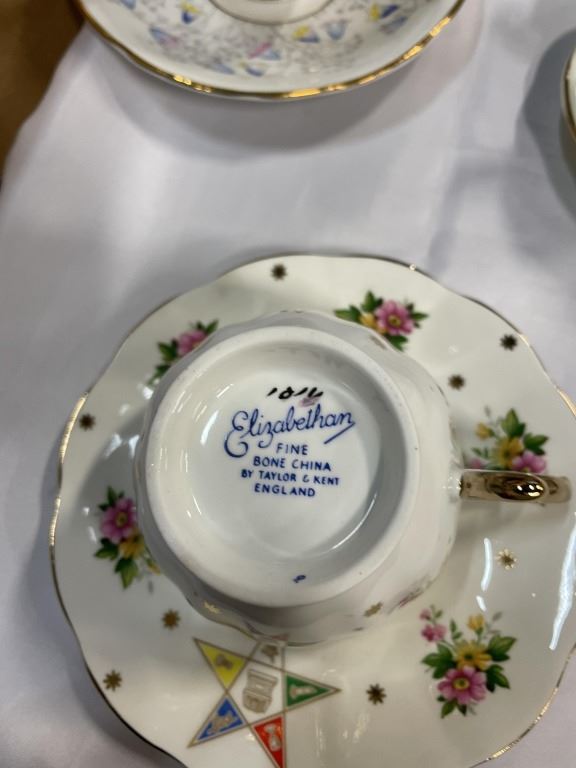 Elizabethan
FINE
BONE CHINA
BY TAYLOR & KENT
ENGLAND